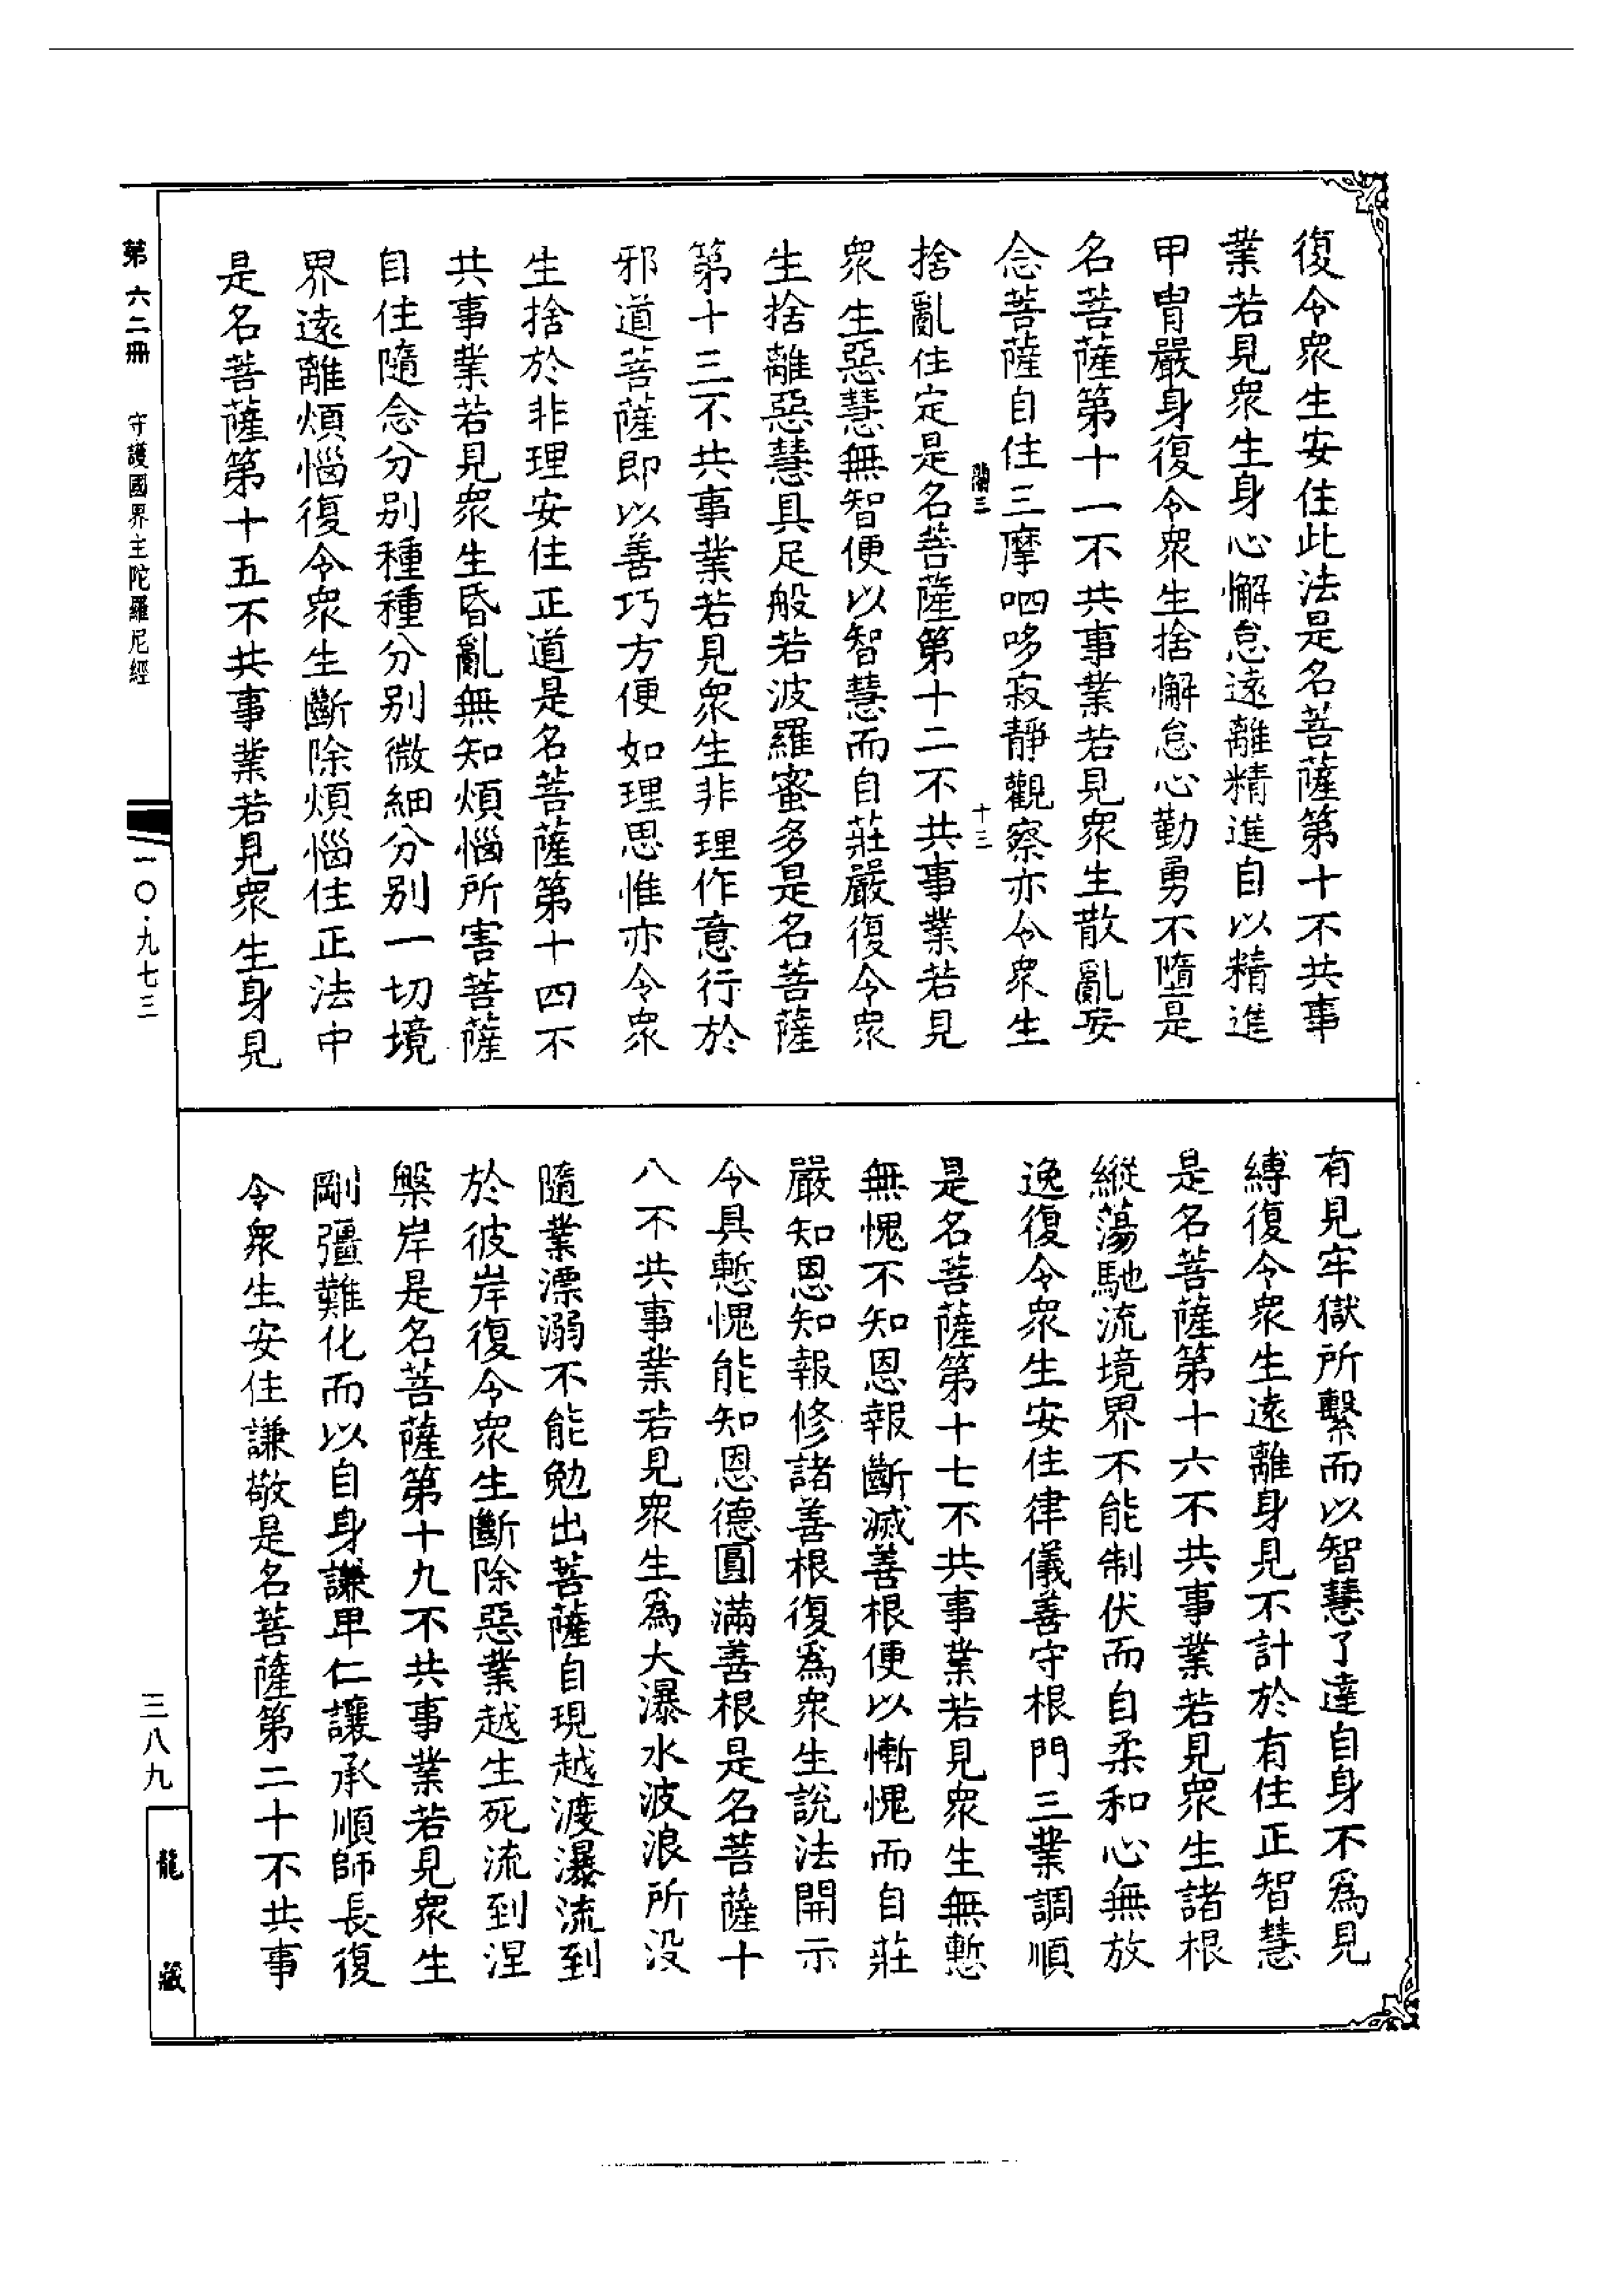 復令衆生安住此法是名菩薩第十不共事
業若見衆生身心懈怠遠離精進自以精進
甲冑嚴身復令衆生捨懈怠心勤勇不墮是
名菩薩第十一不共事業若見衆生散亂妄
念菩薩自住三摩呬哆寂靜觀察亦令衆生
十三
捨亂住定是名菩薩第十二不共事業若見
衆生惡慧無智便以智慧而自莊嚴復令衆
生捨離惡慧具足般若波羅蜜多是名菩薩
第十三不共事業若見衆生非理作意行於
邪道菩薩即以善巧方便如理思惟亦令衆
生捨於非理安住正道是名菩薩第十四不
共事業若見衆生昏亂無知煩惱所害菩薩
自住隨念分别種種分别微細分别一切境
界遠離煩惱復令衆生斷除煩惱住正法中
是名菩薩第十五不共事業若見衆生身見
有見牢獄所繫而以智慧了達自身不爲見
縛復令衆生遠離身見不計於有住正智慧
是名菩薩第十六不共事業若見衆生諸根
縱蕩馳流境界不能制伏而自柔和心無放
逸復令衆生安住律儀善守根門三業調順
是名菩薩第十七不共事業若見衆生無慙
無愧不知恩報斷滅善根便以慚愧而自莊
嚴知恩知報修諸善根復爲衆生說法開示
令具慙愧能知恩德圓滿善根是名菩薩十
八不共事業若見衆生爲大瀑水波浪所没
隨業漂溺不能勉出菩薩自現越渡瀑流到
於彼岸復令衆生斷除惡業越生死流到涅
槃岸是名菩薩第十九不共事業若見衆生
剛彊難化而以自身謙卑仁讓承順師長復
令衆生安住謙敬是名菩薩第二十不共事
第六二冊 守護國界主陀羅尼經
一〇·九七三
三八九
龍藏